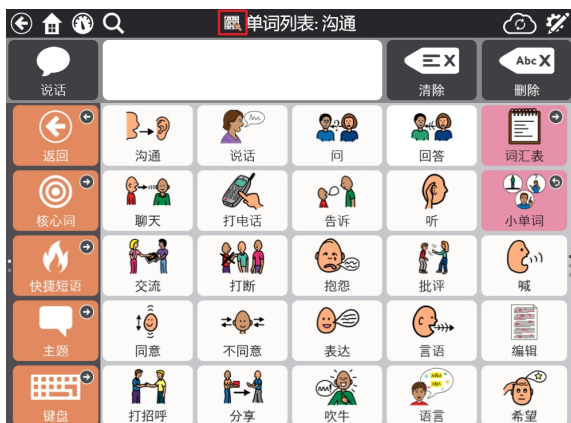 单词列表: 沟通
说话
Abc X
清除
删除
返回
沟通
说话
问
回答
词汇表
核心词
聊天
打电话
告诉
听
小单词
快捷短语
交流
打断
抱怨
批评
喊
主题
同意
不同意
表达
言语
编辑
键盘
打招呼
分享
吹牛
语言
希望